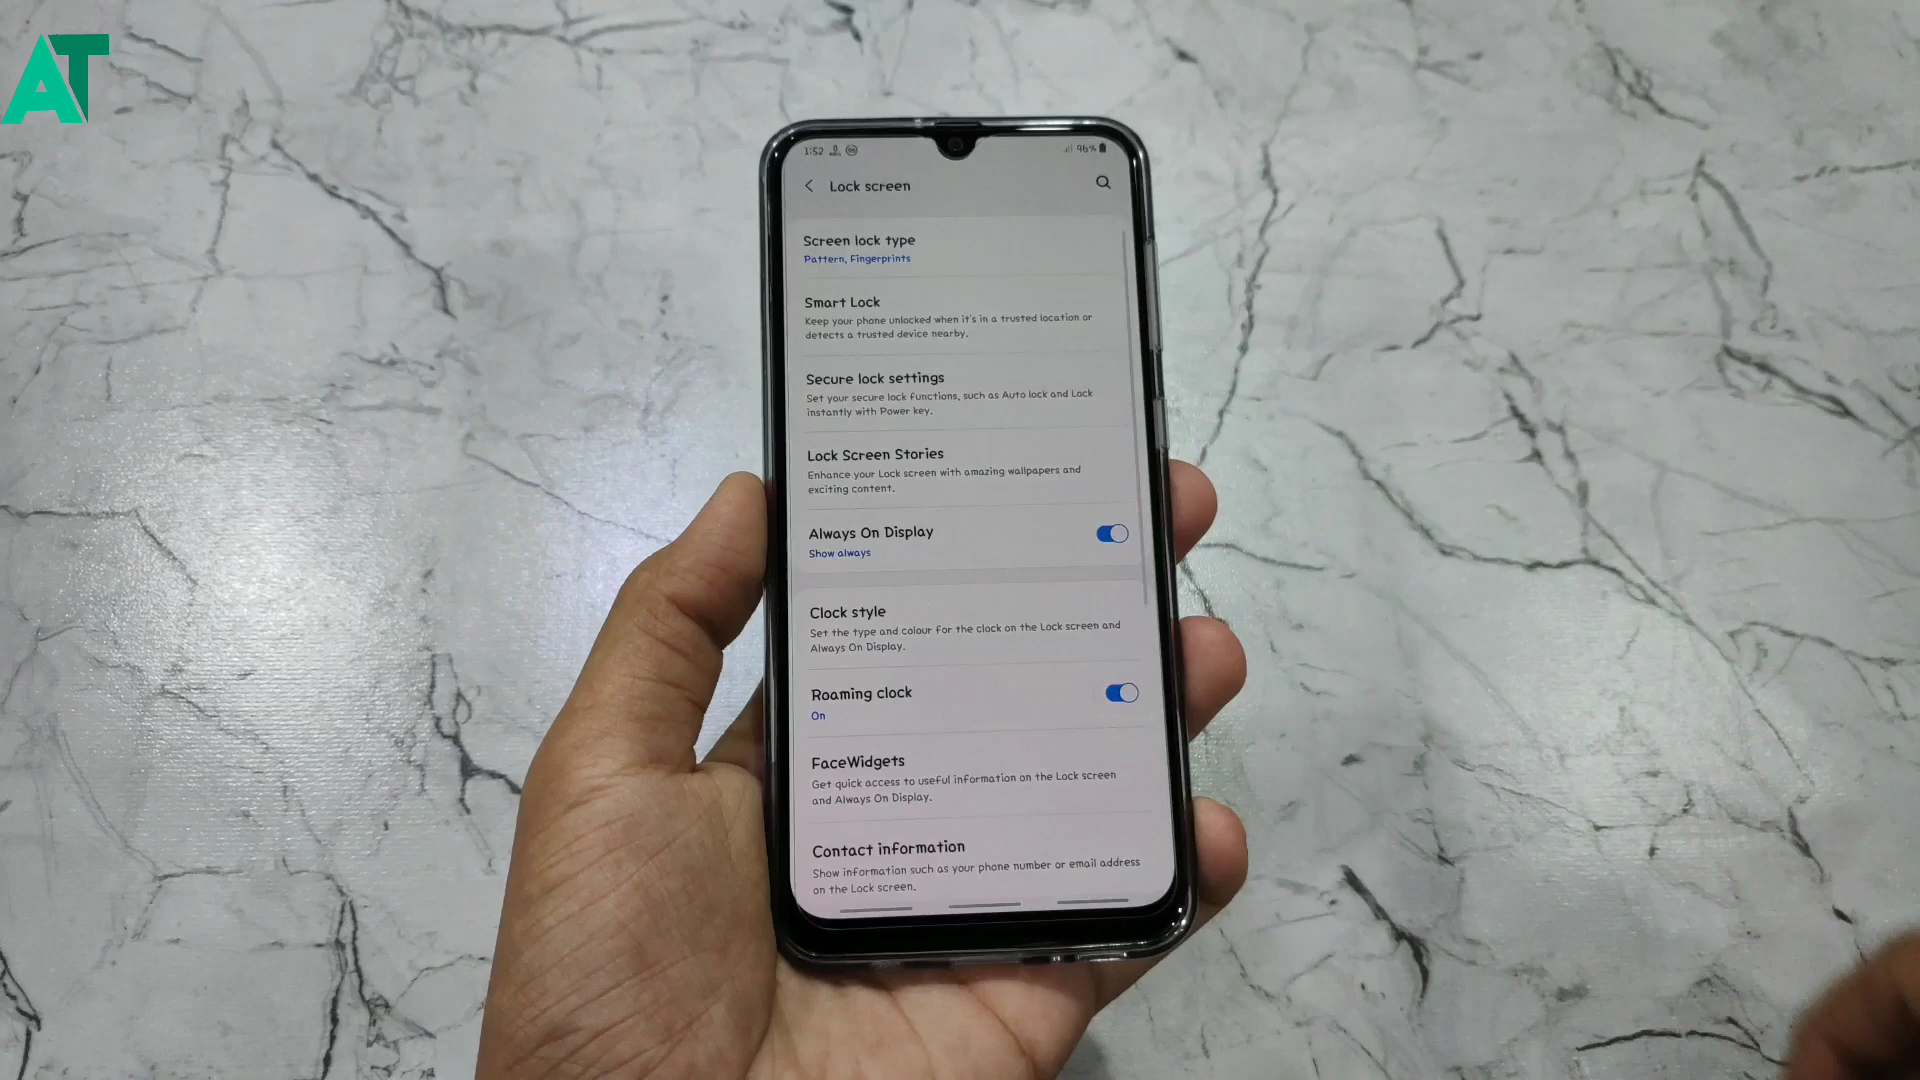 AT
1:52
96%
Lock screen
Screen lock type
Pattern, Fingerprints
Smart Lock
Keep your phone unlocked when it's in a trusted location or
detects a trusted device nearby.
Secure lock settings
Set your secure lock functions, such as Auto lock and Lock
instantly with Power key.
Lock Screen Stories
Enhance your Lock screen with amazing wallpapers and
exciting content.
Always On Display
Show always
Clock style
Set the type and colour for the clock on the Lock screen and
Always On Display.
Roaming clock
On
FaceWidgets
Get quick access to useful information on the Lock screen
and Always On Display.
Contact information
Show information such as your phone number or email address
on the Lock screen.